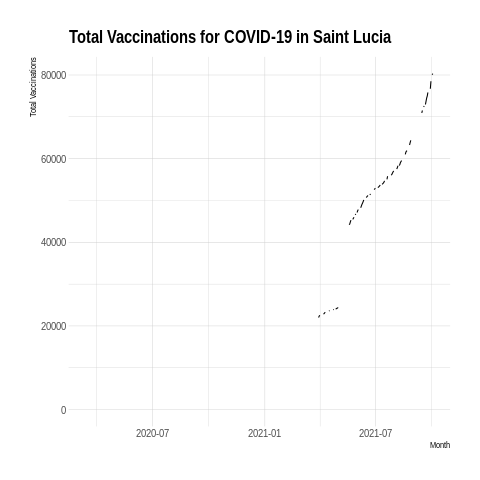 Total Vaccinations for COVID-19 in Saint Lucia
Total Vaccinations
80000
60000
40000
20000
0
2020-07
2021-01
2021-07
Month